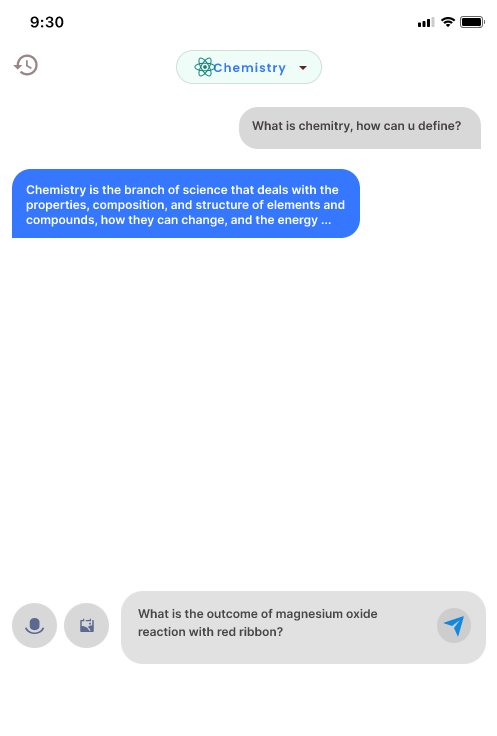 9:30
Chemistry
What is chemitry, how can u define?
Chemistry is the branch of science that deals with the
properties, composition, and structure of elements and
compounds, how they can change, and the energy ...
What is the outcome of magnesium oxide
reaction with red ribbon?